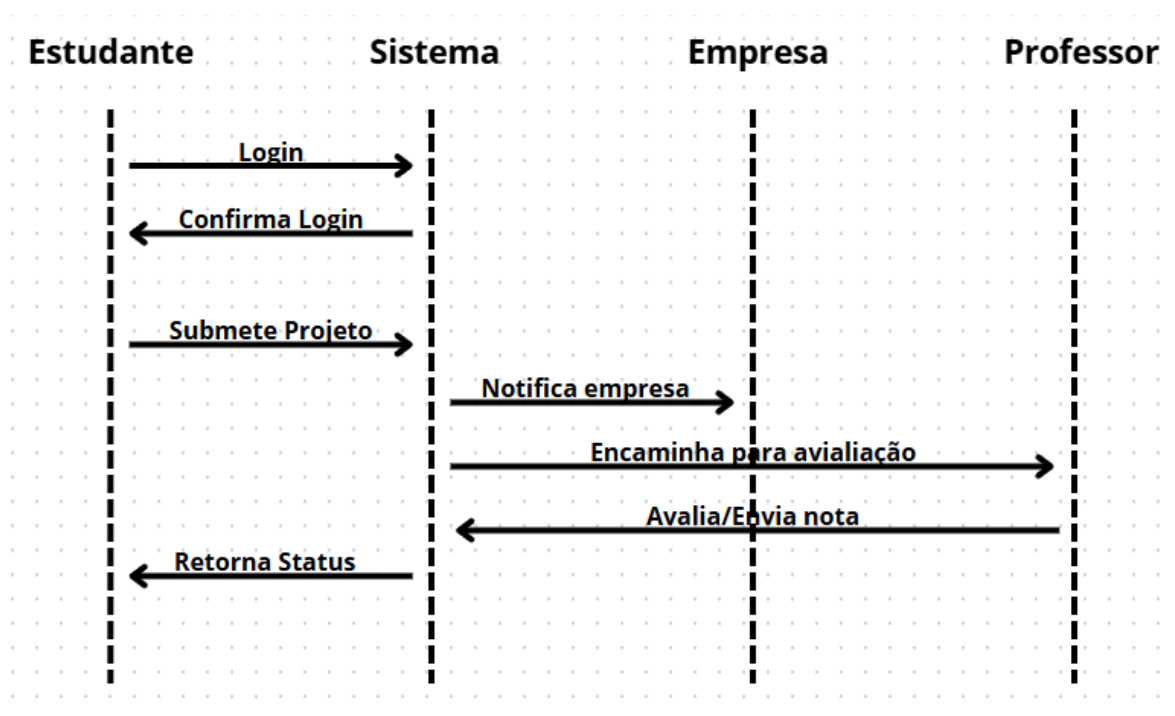 Estudante Sistema Empresa Professor
Login
Confirma Login
Submete Projeto
Notifica empresa
Encaminha para avialiação
Avalia/Envia nota
Retorna Status